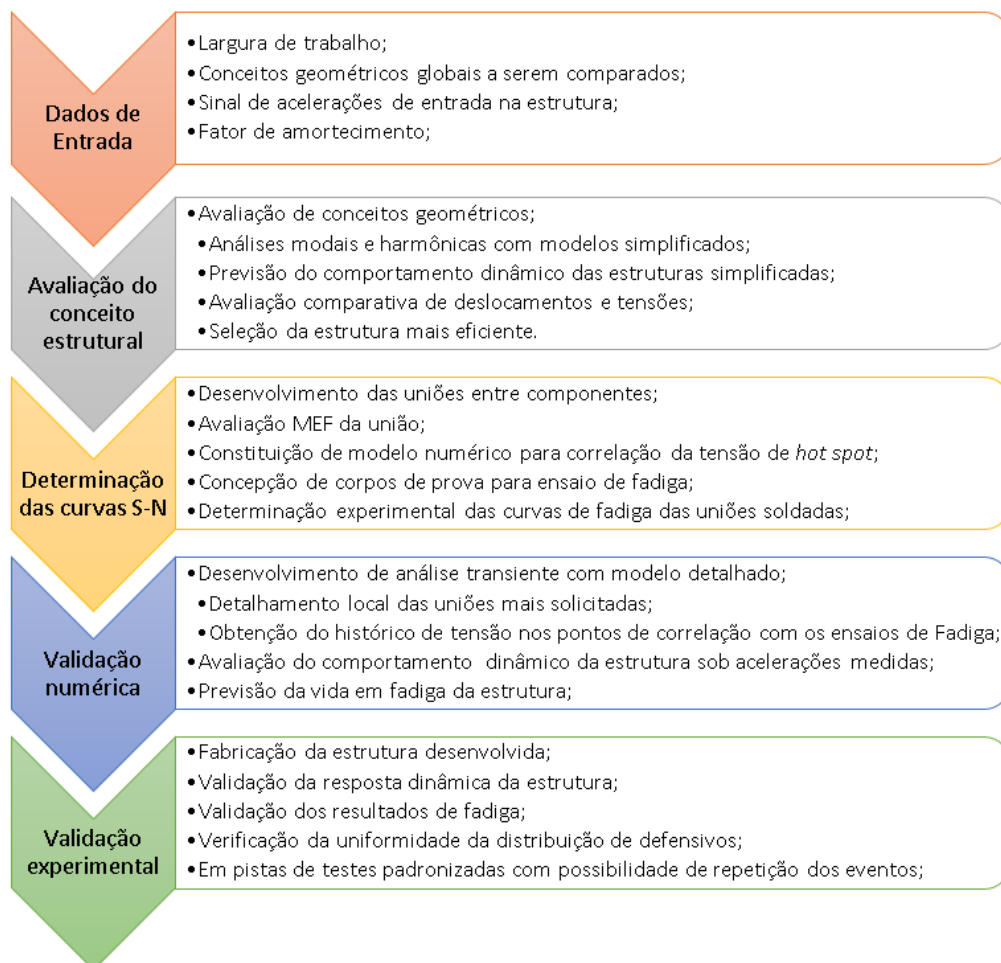 Dados de
Entrada
•Largura de trabalho;
•Conceitos geométricos globais a serem comparados;
•Sinal de acelerações de entrada na estrutura;
•Fator de amortecimento;
Avaliação do
conceito
estrutural
•Avaliação de conceitos geométricos;
•Análises modais e harmônicas com modelos simplificados;
•Previsão do comportamento dinâmico das estruturas simplificadas;
•Avaliação comparativa de deslocamentos e tensões;
•Seleção da estrutura mais eficiente.
Determinação
das curvas S-N
•Desenvolvimento das uniões entre componentes;
•Avaliação MEF da união;
•Constituição de modelo numérico para correlação da tensão de hot spot;
•Concepção de corpos de prova para ensaio de fadiga;
•Determinação experimental das curvas de fadiga das uniões soldadas;
Validação
numérica
•Desenvolvimento de análise transiente com modelo detalhado;
•Detalhamento local das uniões mais solicitadas;
•Obtenção do histórico de tensão nos pontos de correlação com os ensaios de Fadiga;
•Avaliação do comportamento dinâmico da estrutura sob acelerações medidas;
•Previsão da vida em fadiga da estrutura;
Validação
experimental
•Fabricação da estrutura desenvolvida;
•Validação da resposta dinâmica da estrutura;
•Validação dos resultados de fadiga;
•Verificação da uniformidade da distribuição de defensivos;
•Em pistas de testes padronizadas com possibilidade de repetição dos eventos;